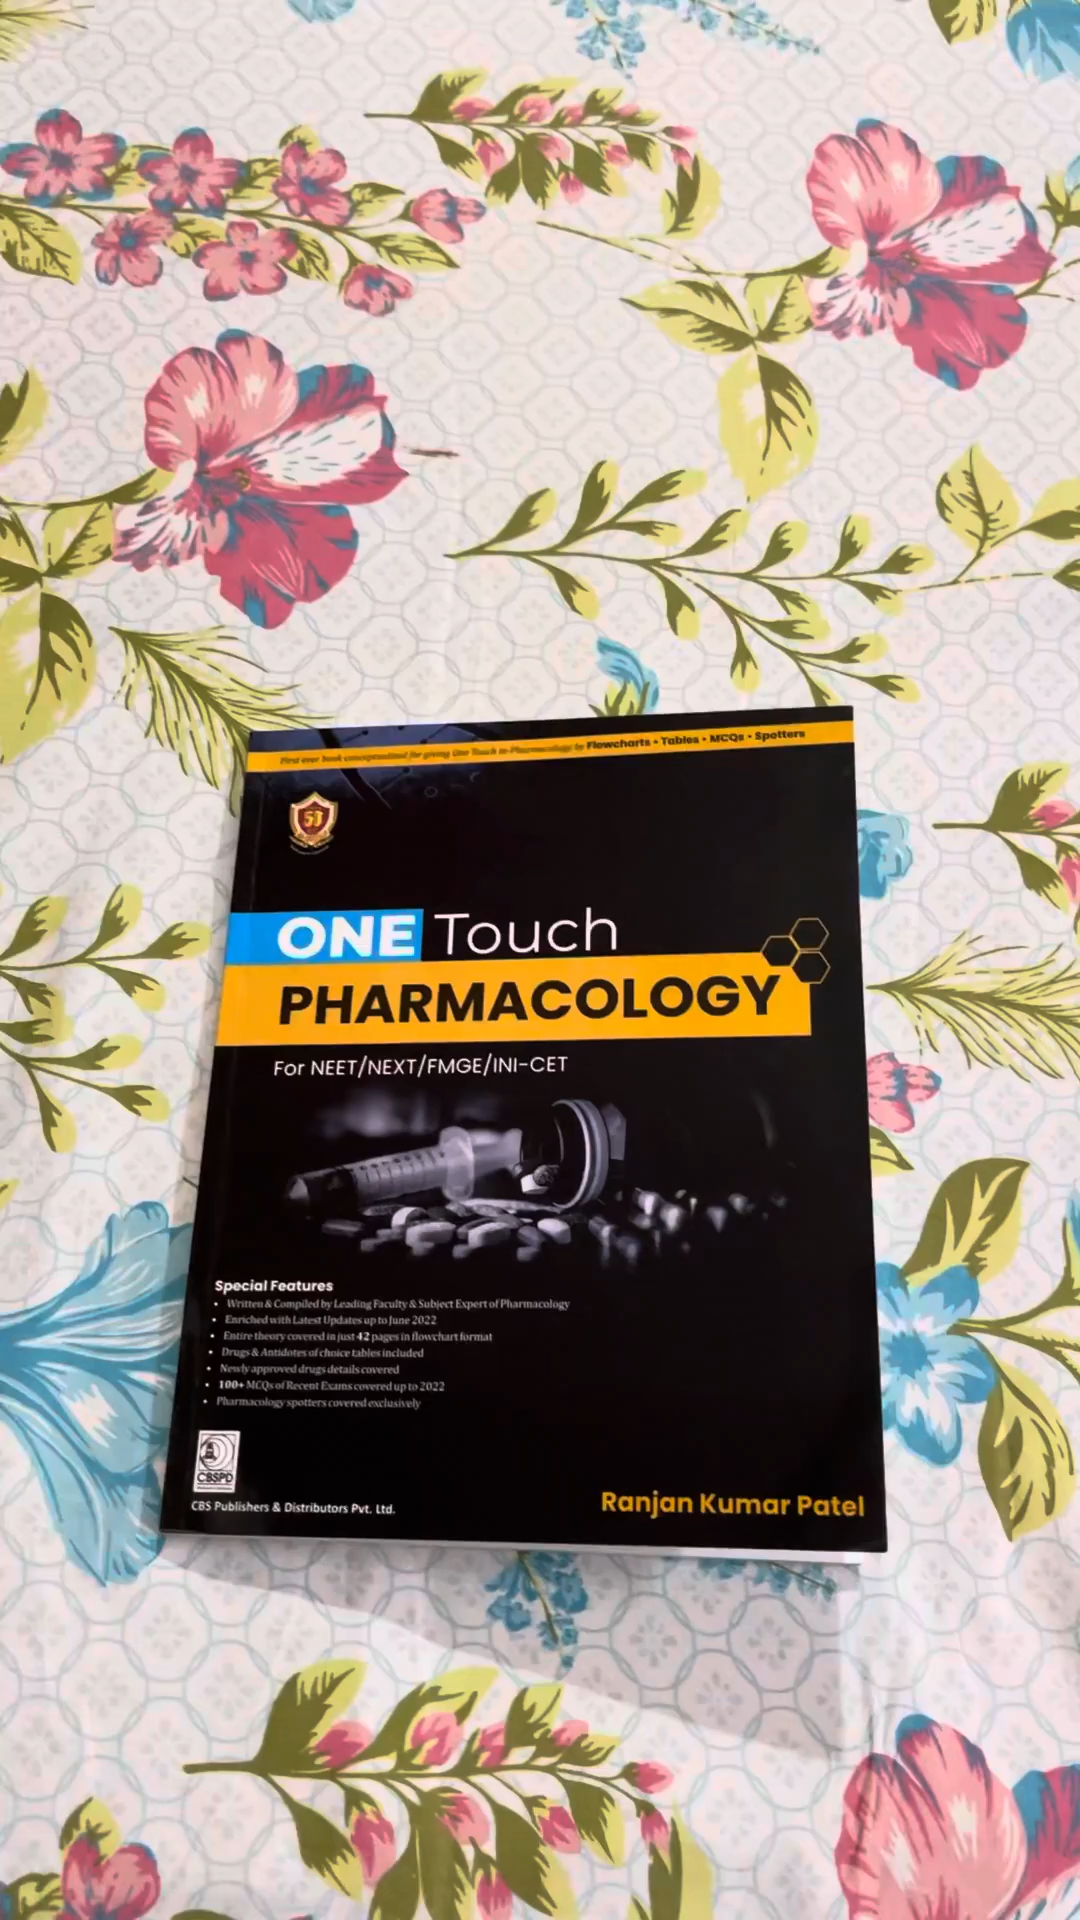 First ever book conceptualized for giving One Touch to Pharmacology by Flowcharts • Tables • MCQs • Spotters
50
ONE Touch
PHARMACOLOGY
For NEET/NEXT/FMGE/INI-CET
Special Features
• Written & Compiled by Leading Faculty & Subject Expert of Pharmacology
• Enriched with Latest Updates up to June 2022
• Entire theory covered in just 42 pages in flowchart format
• Drugs & Antidotes of choice tables included
• Newly approved drugs details covered
• 100+ MCQs of Recent Exams covered up to 2022
• Pharmacology spotters covered exclusively
CBSPD
CBS Publishers & Distributors Pvt. Ltd.
Ranjan Kumar Patel